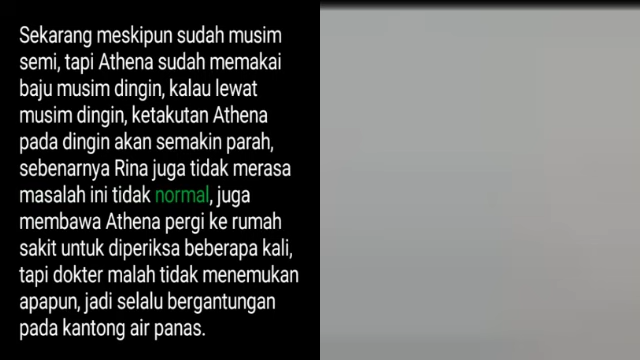 Sekarang meskipun sudah musim
semi, tapi Athena sudah memakai
baju musim dingin, kalau lewat
musim dingin, ketakutan Athena
pada dingin akan semakin parah,
sebenarnya Rina juga tidak merasa
masalah ini tidak normal, juga
membawa Athena pergi ke rumah
sakit untuk diperiksa beberapa kali,
tapi dokter malah tidak menemukan
apapun, jadi selalu bergantungan
pada kantong air panas.